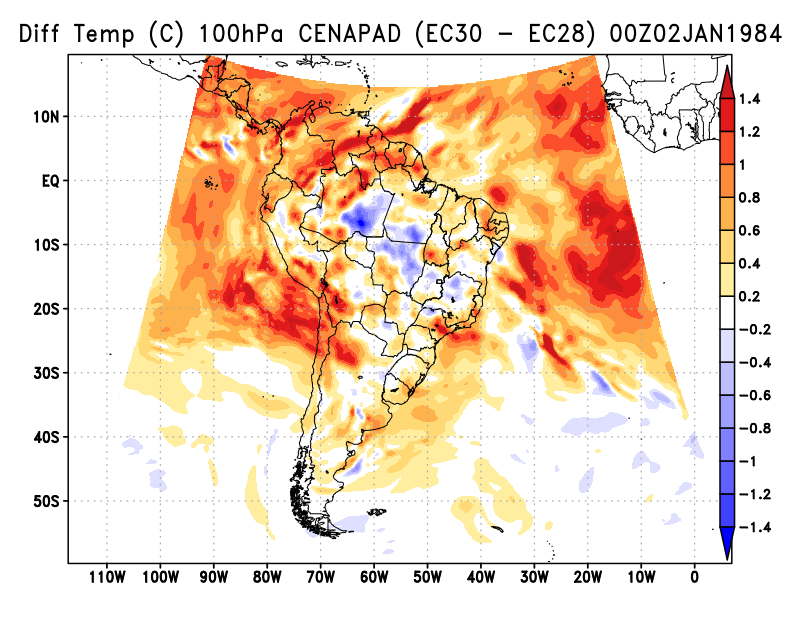 Diff Temp (C) 100hPa CENAPAD (EC30 − EC28) 00Z02JAN1984
10N
EQ
10S
20S
30S
40S
50S
110W 100W 90W 80W 70W 60W 50W 40W 30W 20W 10W 0
1.4
1.2
1
0.8
0.6
0.4
0.2
−0.2
−0.4
−0.6
−0.8
−1
−1.2
−1.4